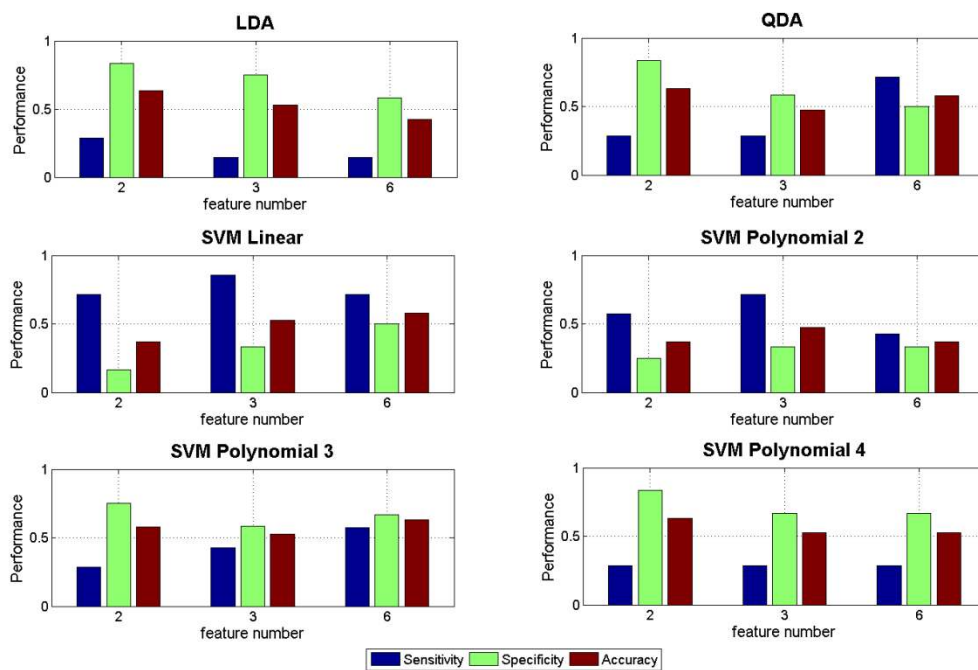 LDA
1
0.5
0
Performance
2 3 6
feature number
QDA
1
0.5
0
Performance
2 3 6
feature number
SVM Linear
1
0.5
0
Performance
2 3 6
feature number
SVM Polynomial 2
1
0.5
0
Performance
2 3 6
feature number
SVM Polynomial 3
1
0.5
0
Performance
2 3 6
feature number
SVM Polynomial 4
1
0.5
0
Performance
2 3 6
feature number
Sensitivity Specificity Accuracy